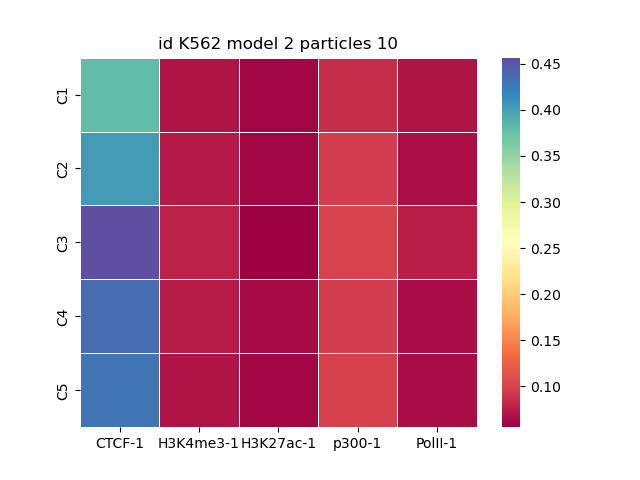 id K562 model 2 particles 10
C1
C2
C3
C4
C5
CTCF-1 H3K4me3-1 H3K27ac-1 p300-1 PolII-1
0.45
0.40
0.35
0.30
0.25
0.20
0.15
0.10